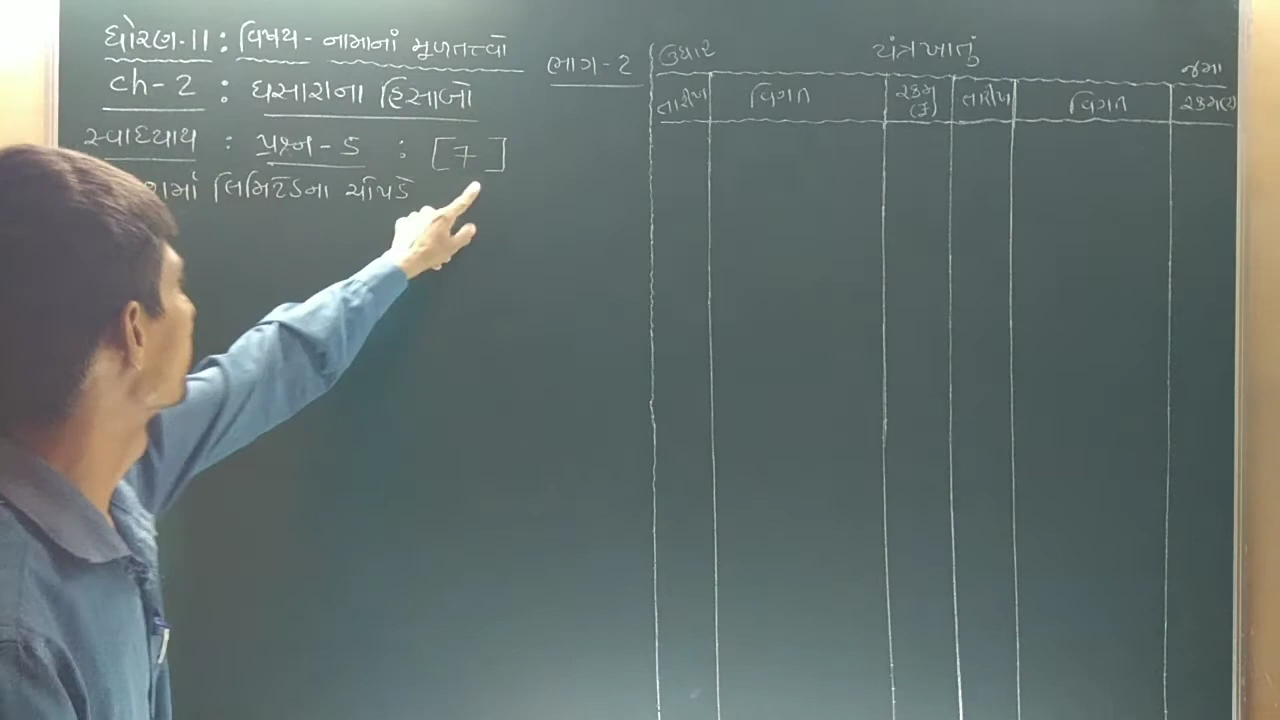 ધોરણ-11 : વિષય - નામાનાં મૂળતત્ત્વો
ch-2 : ઘસારાના હિસાબો
ભાગ-2
સ્વાધ્યાય : પ્રશ્ન-5 : [7]
લિમિટેડના ચોપડે
ઉધાર યંત્રખાતું જમા
તારીખ વિગત રકમ (₹) તારીખ વિગત રકમ(₹)